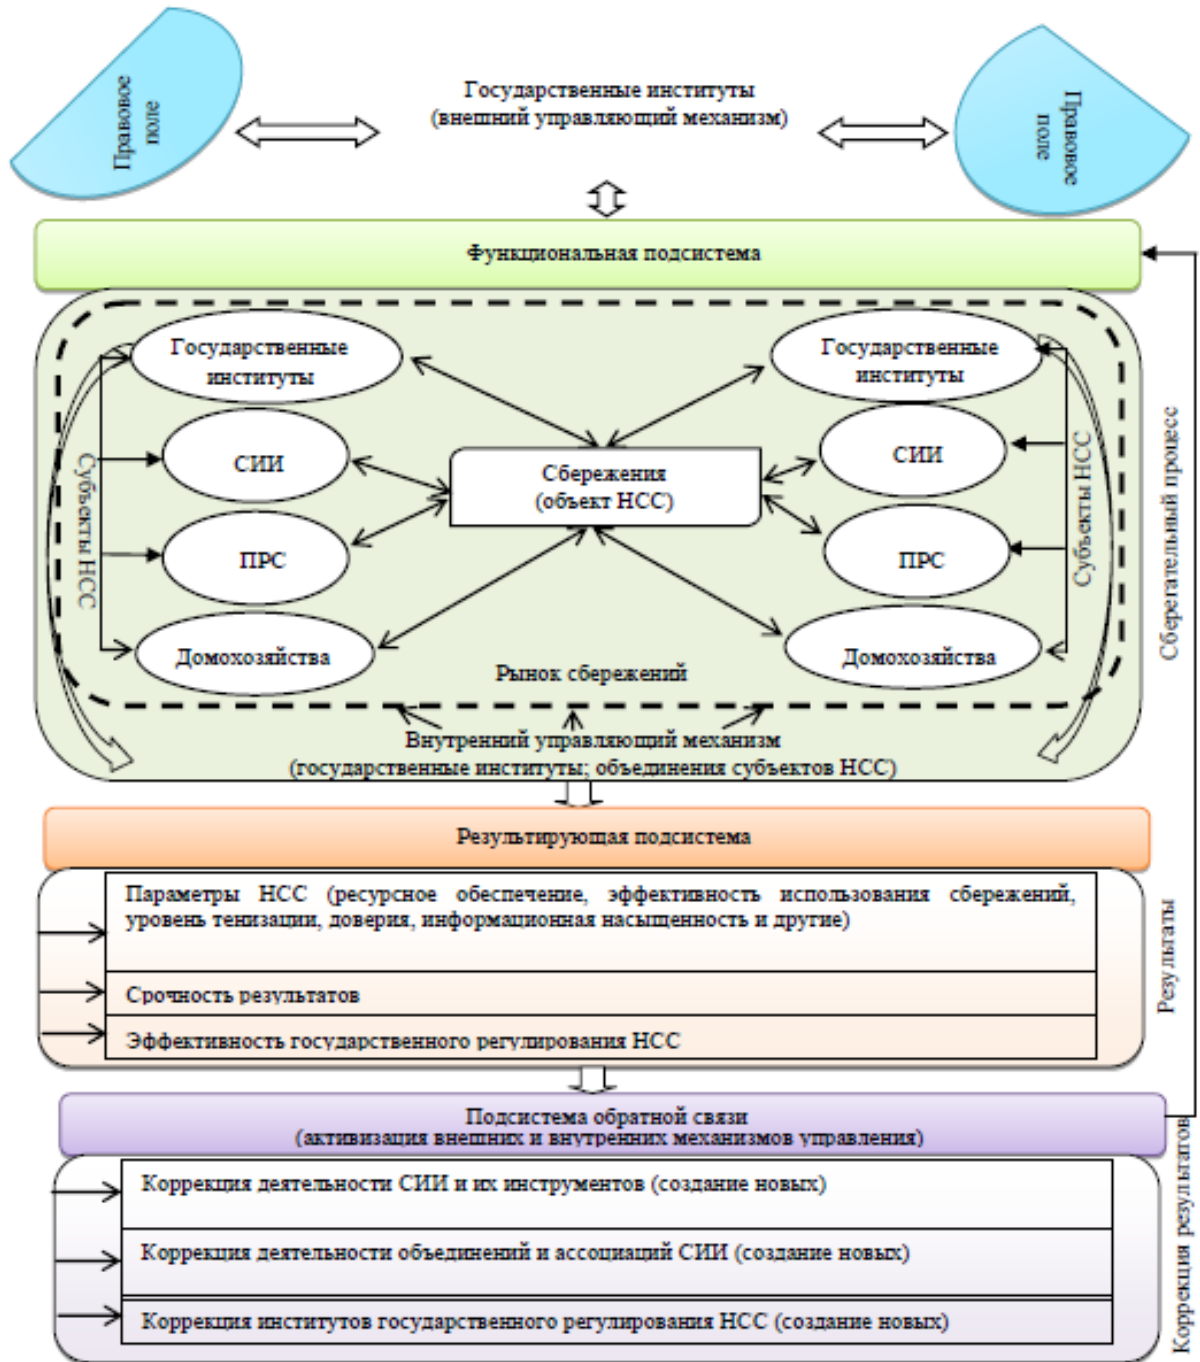 Правовое
поле
Государственные институты
(внешний управляющий механизм)
Правовое
поле
Функциональная подсистема
Государственные
институты
Государственные
институты
СИИ
СИИ
Сбережения
(объект НСС)
Субъекты НСС
Субъекты НСС
ПРС
ПРС
Домохозяйства
Домохозяйства
Рынок сбережений
Внутренний управляющий механизм
(государственные институты; объединения субъектов НСС)
Сберегательный процесс
Результирующая подсистема
Параметры НСС (ресурсное обеспечение, эффективность использования сбережений,
уровень тенизации, доверия, информационная насыщенность и другие)
Срочность результатов
Эффективность государственного регулирования НСС
Результаты
Подсистема обратной связи
(активизация внешних и внутренних механизмов управления)
Коррекция деятельности СИИ и их инструментов (создание новых)
Коррекция деятельности объединений и ассоциаций СИИ (создание новых)
Коррекция институтов государственного регулирования НСС (создание новых)
Коррекция результатов